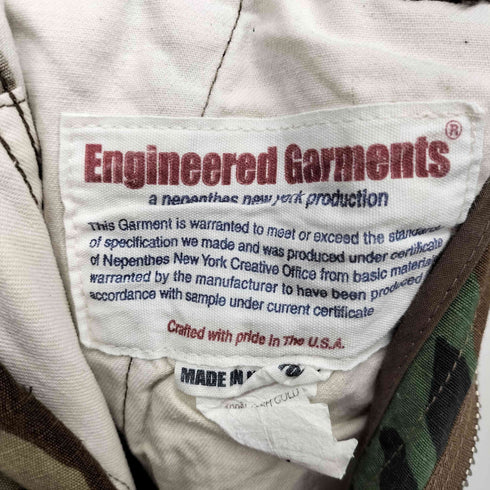 Engineered Garments®
a nepenthes new york production
This Garment is warranted to meet or exceed the standards
of specification we made and was produced under certificate
of Nepenthes New York Creative Office from basic material
warranted by the manufacturer to have been produced
accordance with sample under current certificate
Crafted with pride in The U.S.A.
MADE IN